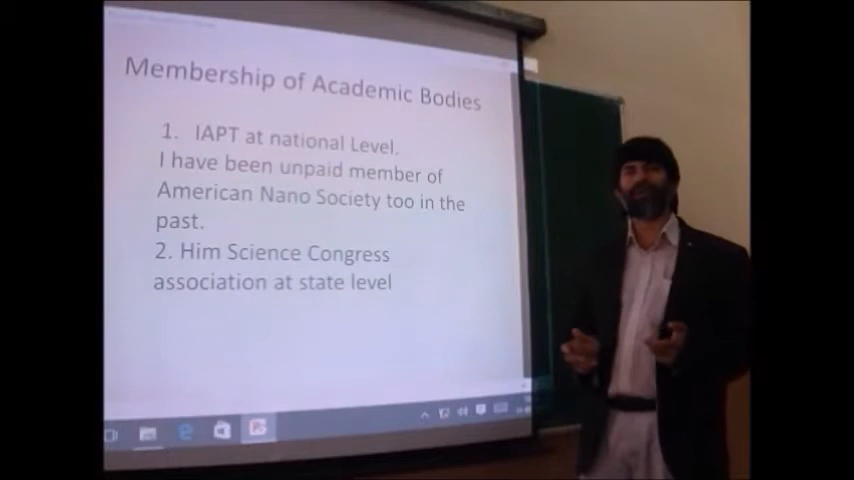 Membership of Academic Bodies
1. IAPT at national Level.
I have been unpaid member of
American Nano Society too in the
past.
2. Him Science Congress
association at state level